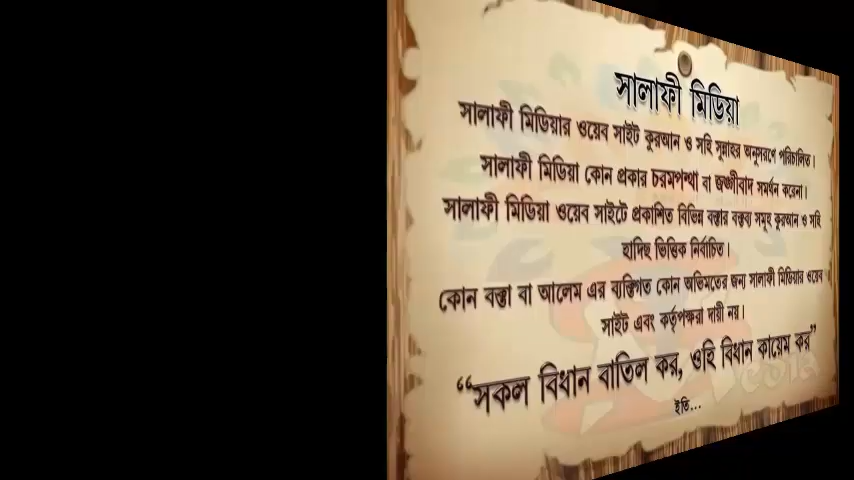 সালাফী মিডিয়া
সালাফী মিডিয়ার ওয়েব সাইট কুরআন ও সহি সুন্নাহর অনুসরণে পরিচালিত।
সালাফী মিডিয়া কোন প্রকার চরমপন্থা বা জঙ্গীবাদ সমর্থন করেনা।
সালাফী মিডিয়া ওয়েব সাইটে প্রকাশিত বিভিন্ন বক্তার বক্তব্য সমূহ কুরআন ও সহি
হাদিছ ভিত্তিক নির্বাচিত।
কোন বক্তা বা আলেম এর ব্যক্তিগত কোন অভিমতের জন্য সালাফী মিডিয়ার ওয়েব
সাইট এবং কর্তৃপক্ষরা দায়ী নয়।
“সকল বিধান বাতিল কর, ওহি বিধান কায়েম কর”
ইতি...